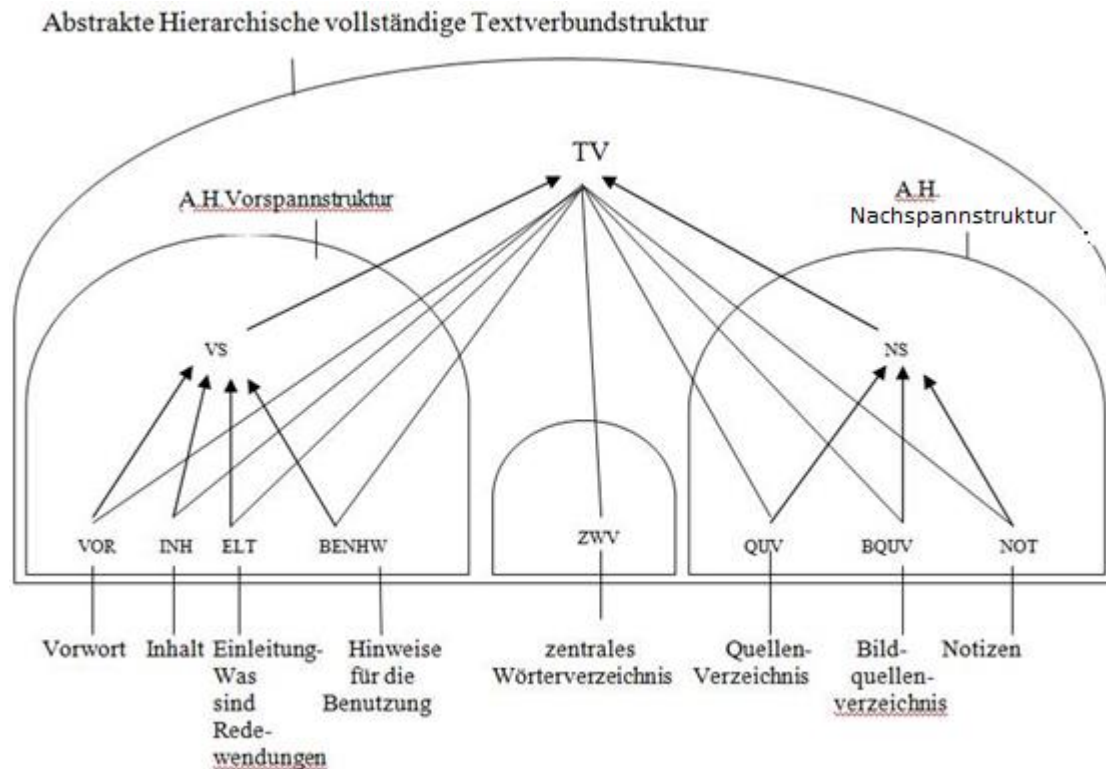 Abstrakte Hierarchische vollständige Textverbundstruktur
TV
A.H.Vorspannstruktur
A.H.
Nachspannstruktur
VS
NS
VOR
INH
ELT
BENHW
ZWV
QUV
BQUV
NOT
Vorwort
Inhalt
Einleitung-
Was
sind
Rede-
wendungen
Hinweise
für die
Benutzung
zentrales
Wörterverzeichnis
Quellen-
Verzeichnis
Bild-
quellen-
verzeichnis
Notizen